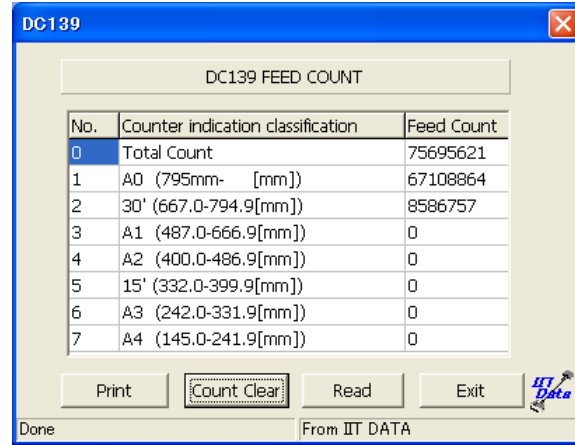 DC139
DC139 FEED COUNT
No. Counter indication classification Feed Count
0 Total Count 75695621
1 A0 (795mm- [mm]) 67108864
2 30' (667.0-794.9[mm]) 8586757
3 A1 (487.0-666.9[mm]) 0
4 A2 (400.0-486.9[mm]) 0
5 15' (332.0-399.9[mm]) 0
6 A3 (242.0-331.9[mm]) 0
7 A4 (145.0-241.9[mm]) 0
Print Count Clear Read Exit IIT Data
Done From IIT DATA